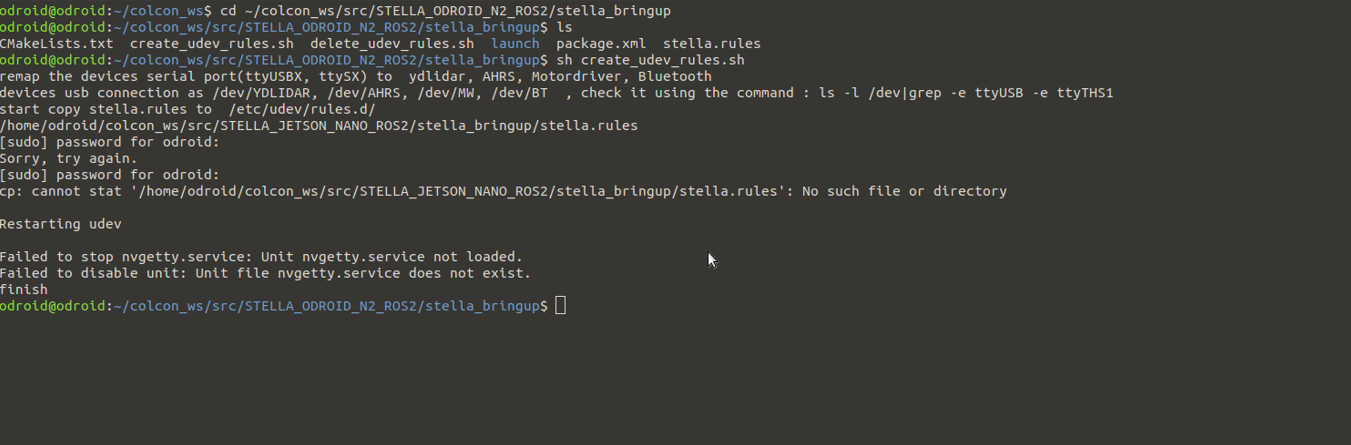 odroid@odroid:~/colcon_ws$ cd ~/colcon_ws/src/STELLA_ODROID_N2_ROS2/stella_bringup
odroid@odroid:~/colcon_ws/src/STELLA_ODROID_N2_ROS2/stella_bringup$ ls
CMakeLists.txt  create_udev_rules.sh  delete_udev_rules.sh  launch  package.xml  stella.rules
odroid@odroid:~/colcon_ws/src/STELLA_ODROID_N2_ROS2/stella_bringup$ sh create_udev_rules.sh
remap the devices serial port(ttyUSBX, ttySX) to  ydlidar, AHRS, Motordriver, Bluetooth
devices usb connection as /dev/YDLIDAR, /dev/AHRS, /dev/MW, /dev/BT  , check it using the command : ls -l /dev|grep -e ttyUSB -e ttyTHS1
start copy stella.rules to  /etc/udev/rules.d/
/home/odroid/colcon_ws/src/STELLA_JETSON_NANO_ROS2/stella_bringup/stella.rules
[sudo] password for odroid:
Sorry, try again.
[sudo] password for odroid:
cp: cannot stat '/home/odroid/colcon_ws/src/STELLA_JETSON_NANO_ROS2/stella_bringup/stella.rules': No such file or directory
Restarting udev
Failed to stop nvgetty.service: Unit nvgetty.service not loaded.
Failed to disable unit: Unit file nvgetty.service does not exist.
finish
odroid@odroid:~/colcon_ws/src/STELLA_ODROID_N2_ROS2/stella_bringup$